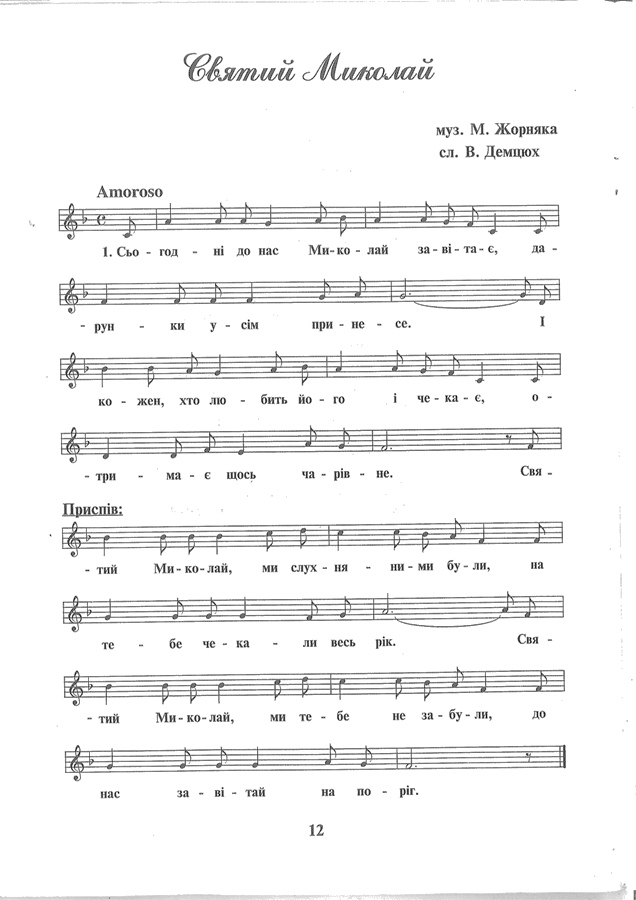 Святий Миколай
муз. М. Жорняка
сл. В. Демцюх
Amoroso
1. Сьо - год - ні до нас Ми-ко-лай за-ві-та-є, да-
- рун - ки у-сім при-не-се. І
ко-жен, хто лю-бить йо-го і че-ка-є, о-
- три - ма-є щось ча-рів-не. Свя-
Приспів:
- тий Ми-ко-лай, ми слух-ня-ни-ми бу-ли, на
те - бе че-ка - ли весь рік. Свя-
- тий Ми-ко-лай, ми те-бе не за-бу-ли, до
нас за-ві-тай на по-ріг.
12